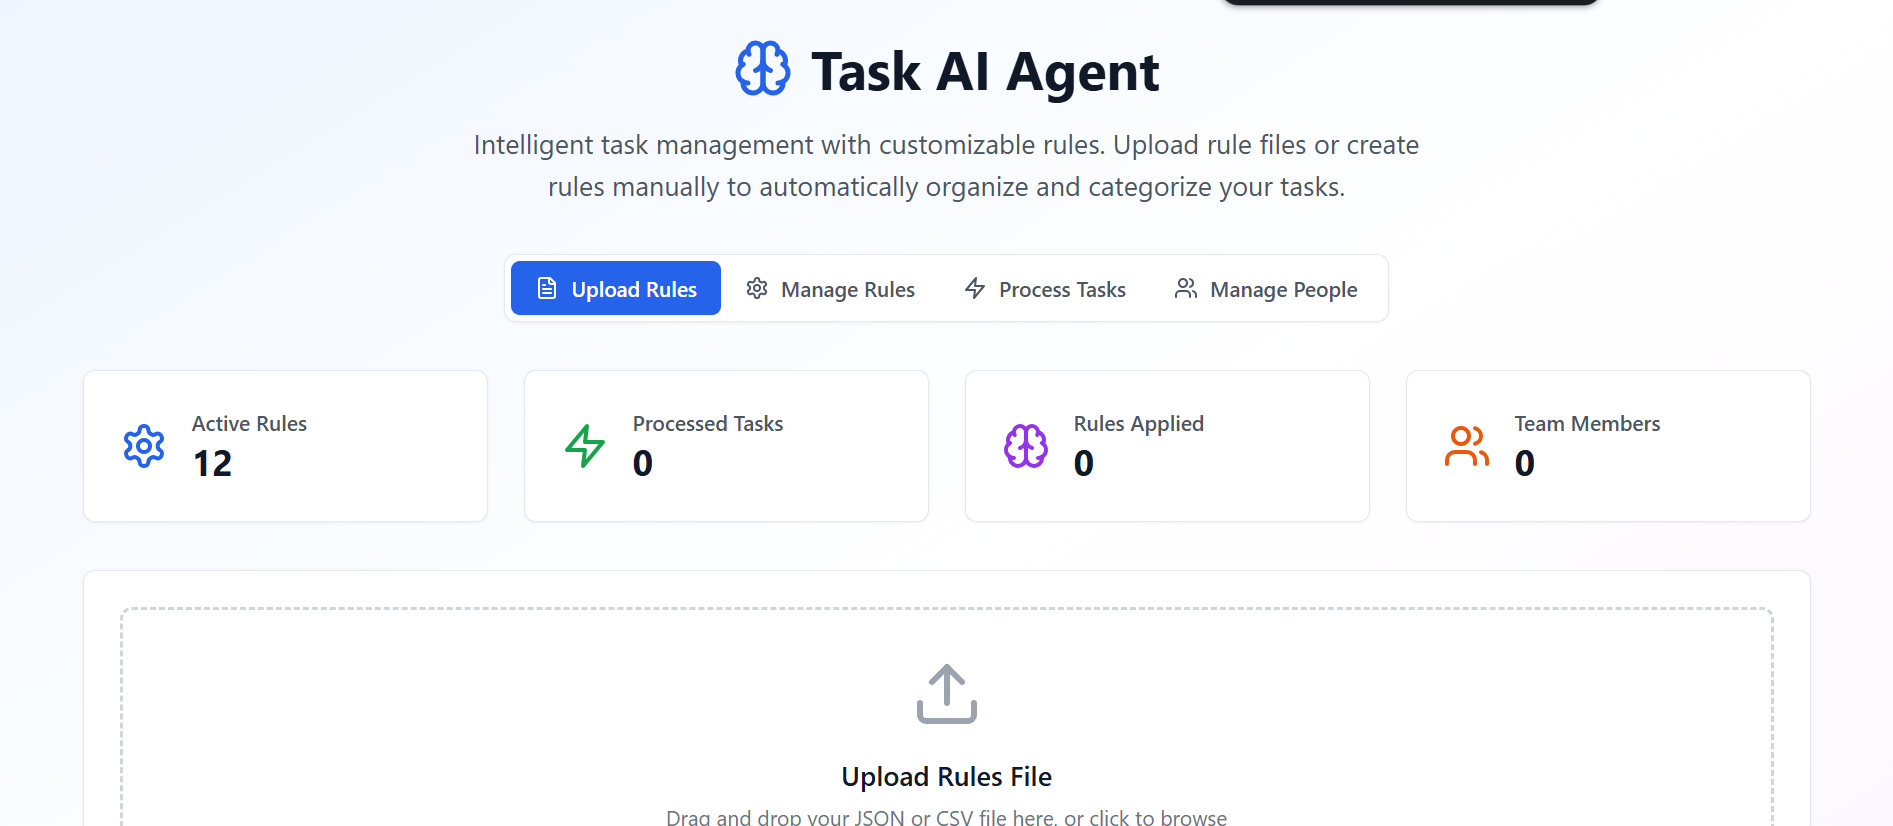 Task AI Agent
Intelligent task management with customizable rules. Upload rule files or create
rules manually to automatically organize and categorize your tasks.
Upload Rules
Manage Rules
Process Tasks
Manage People
Active Rules
12
Processed Tasks
0
Rules Applied
0
Team Members
0
Upload Rules File
Drag and drop your JSON or CSV file here, or click to browse